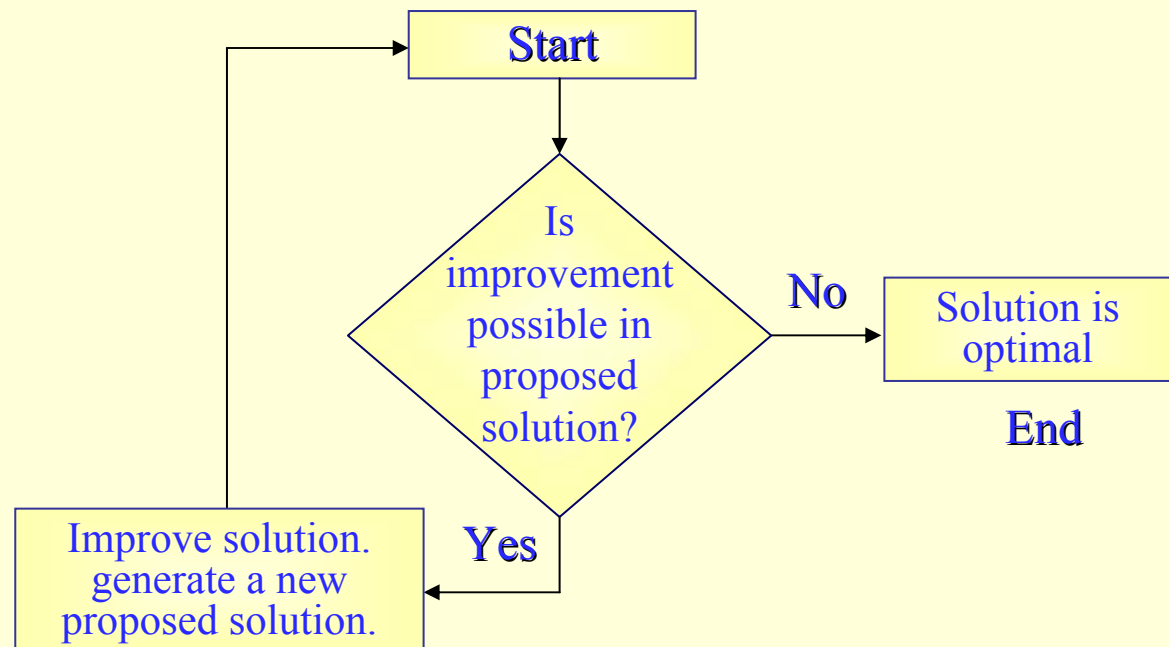 Start
Is
improvement
possible in
proposed
solution?
No
Solution is
optimal
End
Yes
Improve solution.
generate a new
proposed solution.